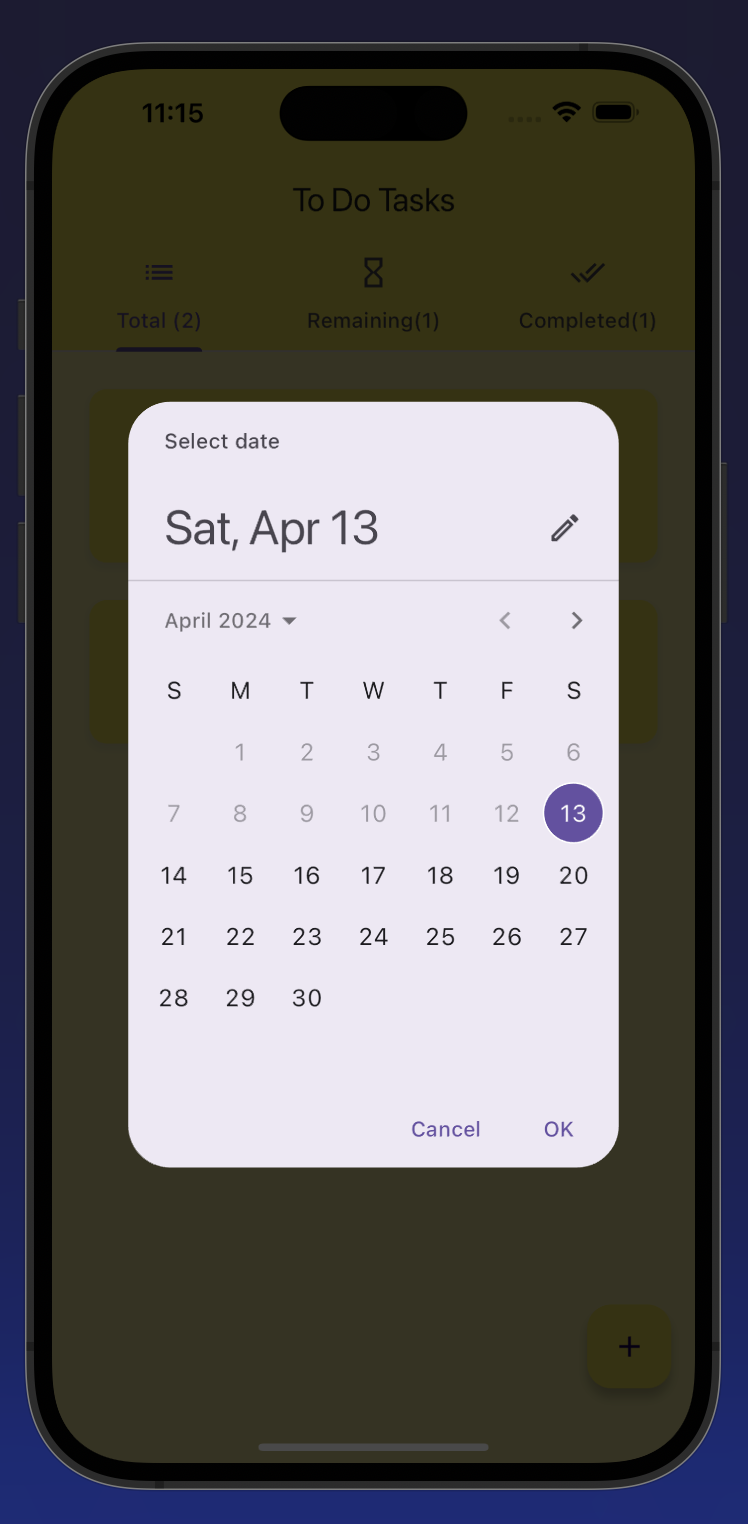 11:15
To Do Tasks
Total (2) Remaining(1) Completed(1)
Select date
Sat, Apr 13
April 2024
S M T W T F S
1 2 3 4 5 6
7 8 9 10 11 12 13
14 15 16 17 18 19 20
21 22 23 24 25 26 27
28 29 30
Cancel OK
+